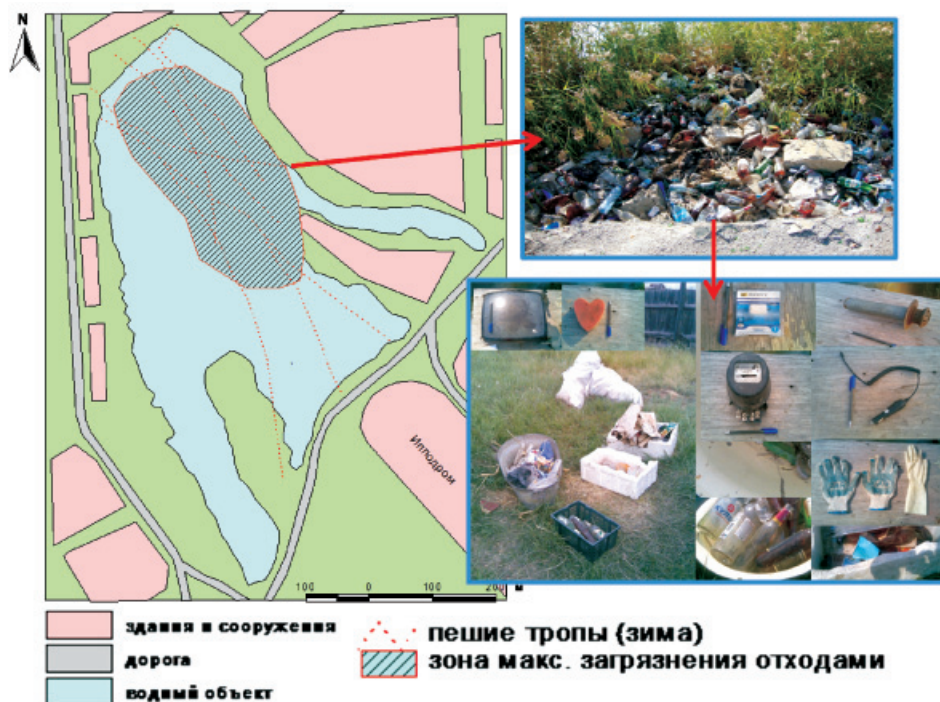 N
Ипподром
100 0 100 200 м
здания и сооружения
дорога
водный объект
пешие тропы (зима)
зона макс. загрязнения отходами